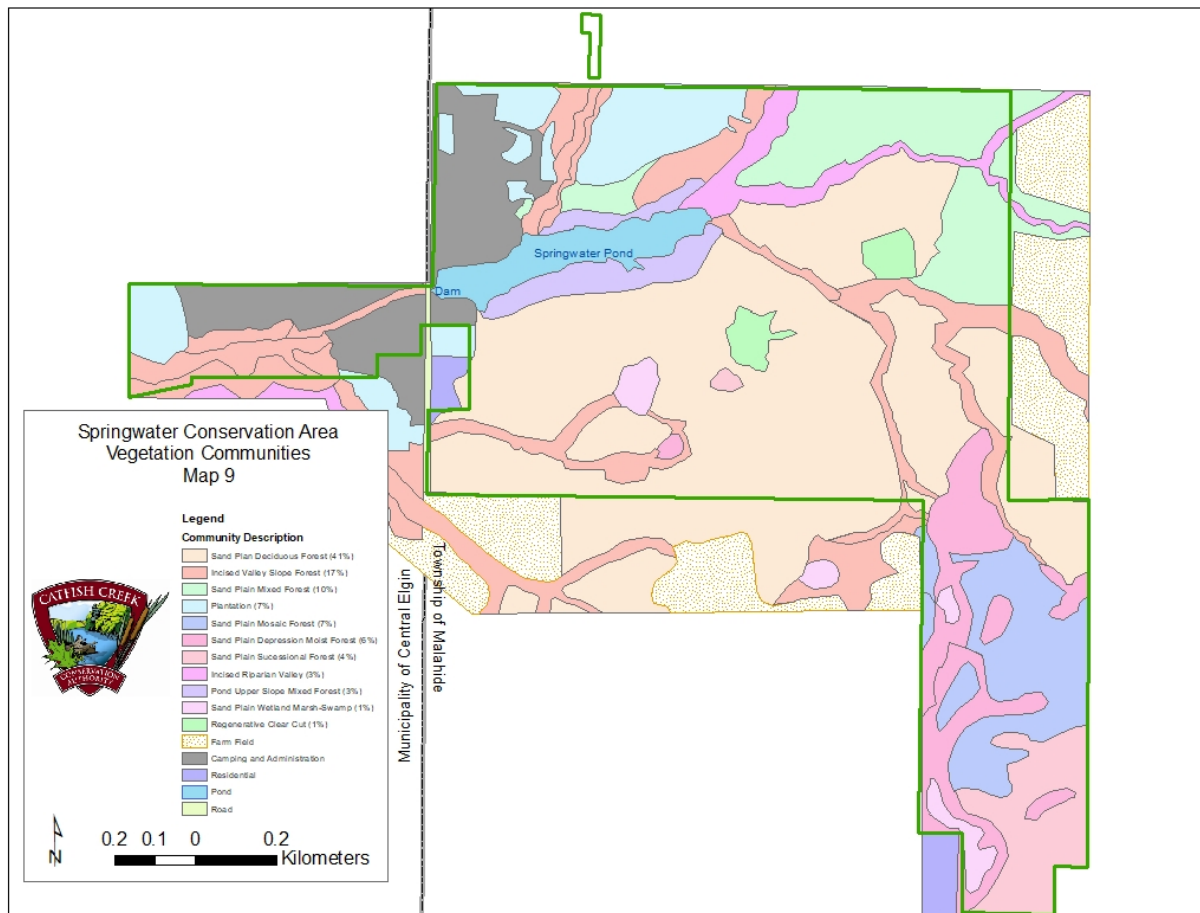 Springwater Pond
Dam
Springwater Conservation Area
Vegetation Communities
Map 9
Legend
Community Description
Sand Plan Deciduous Forest (41%)
Incised Valley Slope Forest (17%)
Sand Plain Mixed Forest (10%)
Plantation (7%)
Sand Plain Mosaic Forest (7%)
Sand Plain Depression Moist Forest (6%)
Sand Plain Sucessional Forest (4%)
Incised Riparian Valley (3%)
Pond Upper Slope Mixed Forest (3%)
Sand Plain Wetland Marsh-Swamp (1%)
Regenerative Clear Cut (1%)
Farm Field
Camping and Administration
Residential
Pond
Road
CATFISH CREEK
CONSERVATION
AUTHORITY
N
0.2 0.1 0 0.2
Kilometers
Municipality of Central Elgin
Township of Malahide